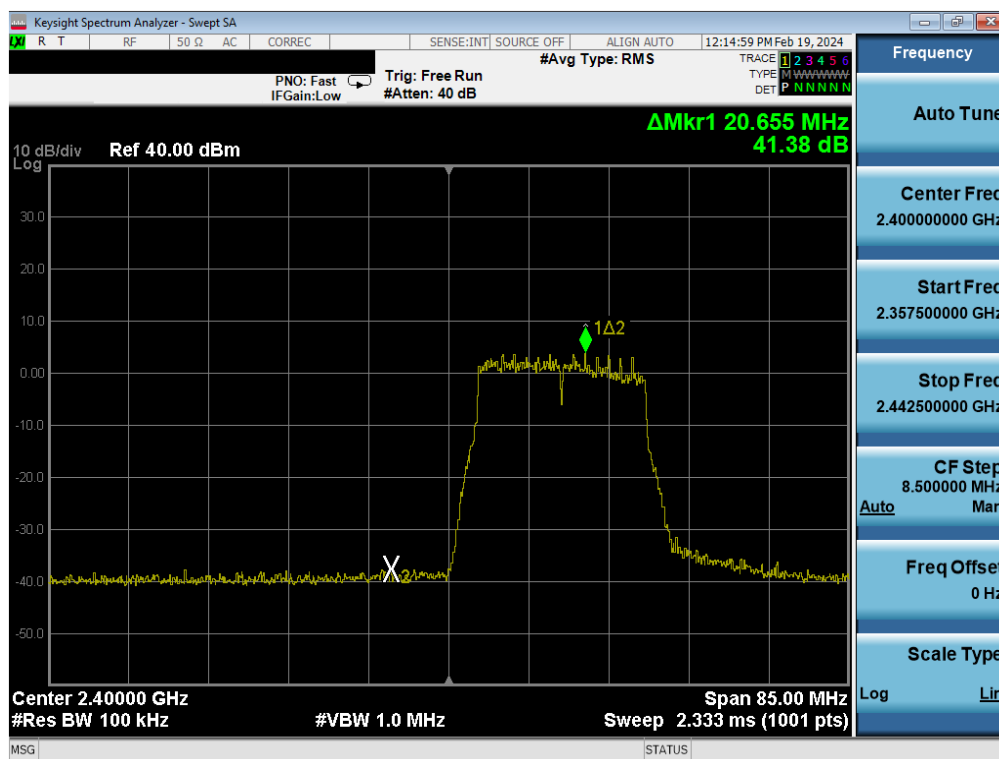 Keysight Spectrum Analyzer - Swept SA
LXI R T RF 50 Ω AC CORREC SENSE:INT SOURCE OFF ALIGN AUTO 12:14:59 PM Feb 19, 2024
#Avg Type: RMS
TRACE 1 2 3 4 5 6
PNO: Fast
IFGain:Low
Trig: Free Run
#Atten: 40 dB
TYPE M WWWWW
DET P N N N N N
ΔMkr1 20.655 MHz
41.38 dB
10 dB/div
Log
Ref 40.00 dBm
30.0
20.0
10.0
0.00
-10.0
-20.0
-30.0
-40.0
-50.0
1Δ2
X2
Center 2.40000 GHz
Span 85.00 MHz
#Res BW 100 kHz
#VBW 1.0 MHz
Sweep 2.333 ms (1001 pts)
MSG
STATUS
Frequency
Auto Tune
Center Freq
2.400000000 GHz
Start Freq
2.357500000 GHz
Stop Freq
2.442500000 GHz
CF Step
8.500000 MHz
Auto Man
Freq Offset
0 Hz
Scale Type
Log Lin